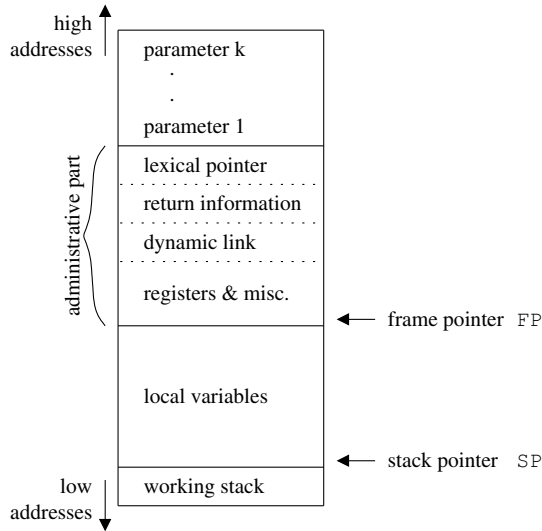 high
addresses
parameter k
.
.
parameter 1
lexical pointer
return information
dynamic link
registers & misc.
administrative part
frame pointer FP
local variables
stack pointer SP
working stack
low
addresses